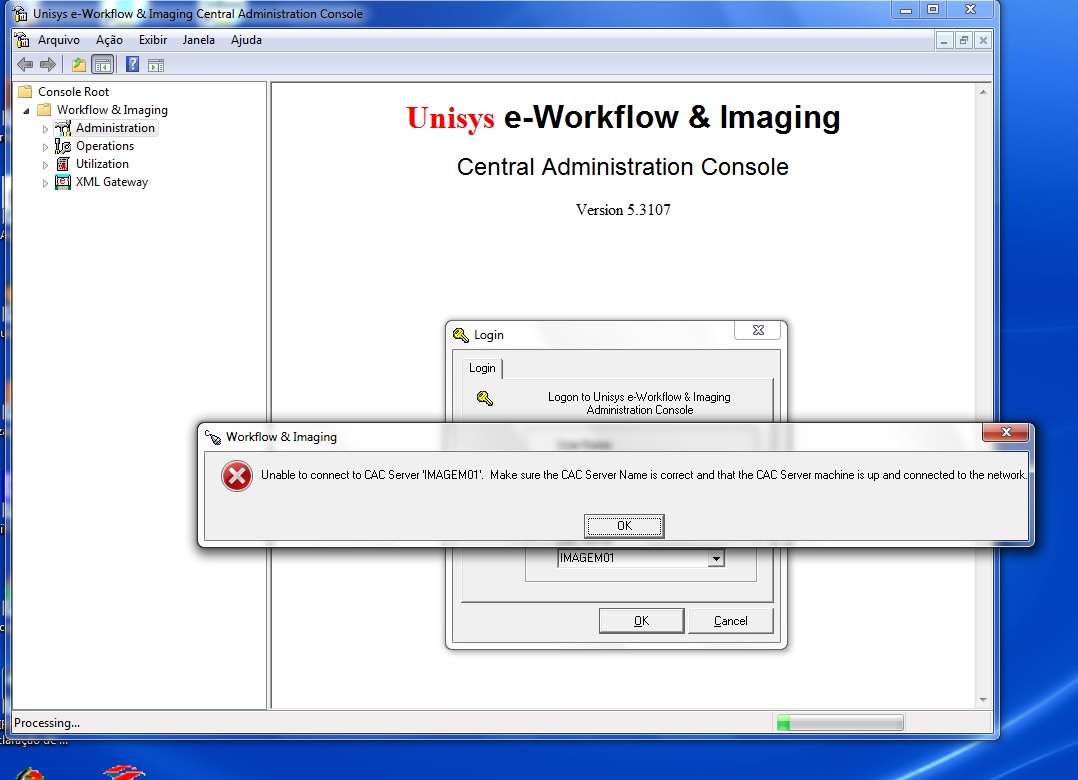 Unisys e-Workflow & Imaging Central Administration Console
Arquivo Ação Exibir Janela Ajuda
Console Root
Workflow & Imaging
Administration
Operations
Utilization
XML Gateway
Unisys e-Workflow & Imaging
Central Administration Console
Version 5.3107
Login
Login
Logon to Unisys e-Workflow & Imaging
Administration Console
User Name
Workflow & Imaging
Unable to connect to CAC Server 'IMAGEM01'. Make sure the CAC Server Name is correct and that the CAC Server machine is up and connected to the network.
OK
IMAGEM01
OK Cancel
Processing...